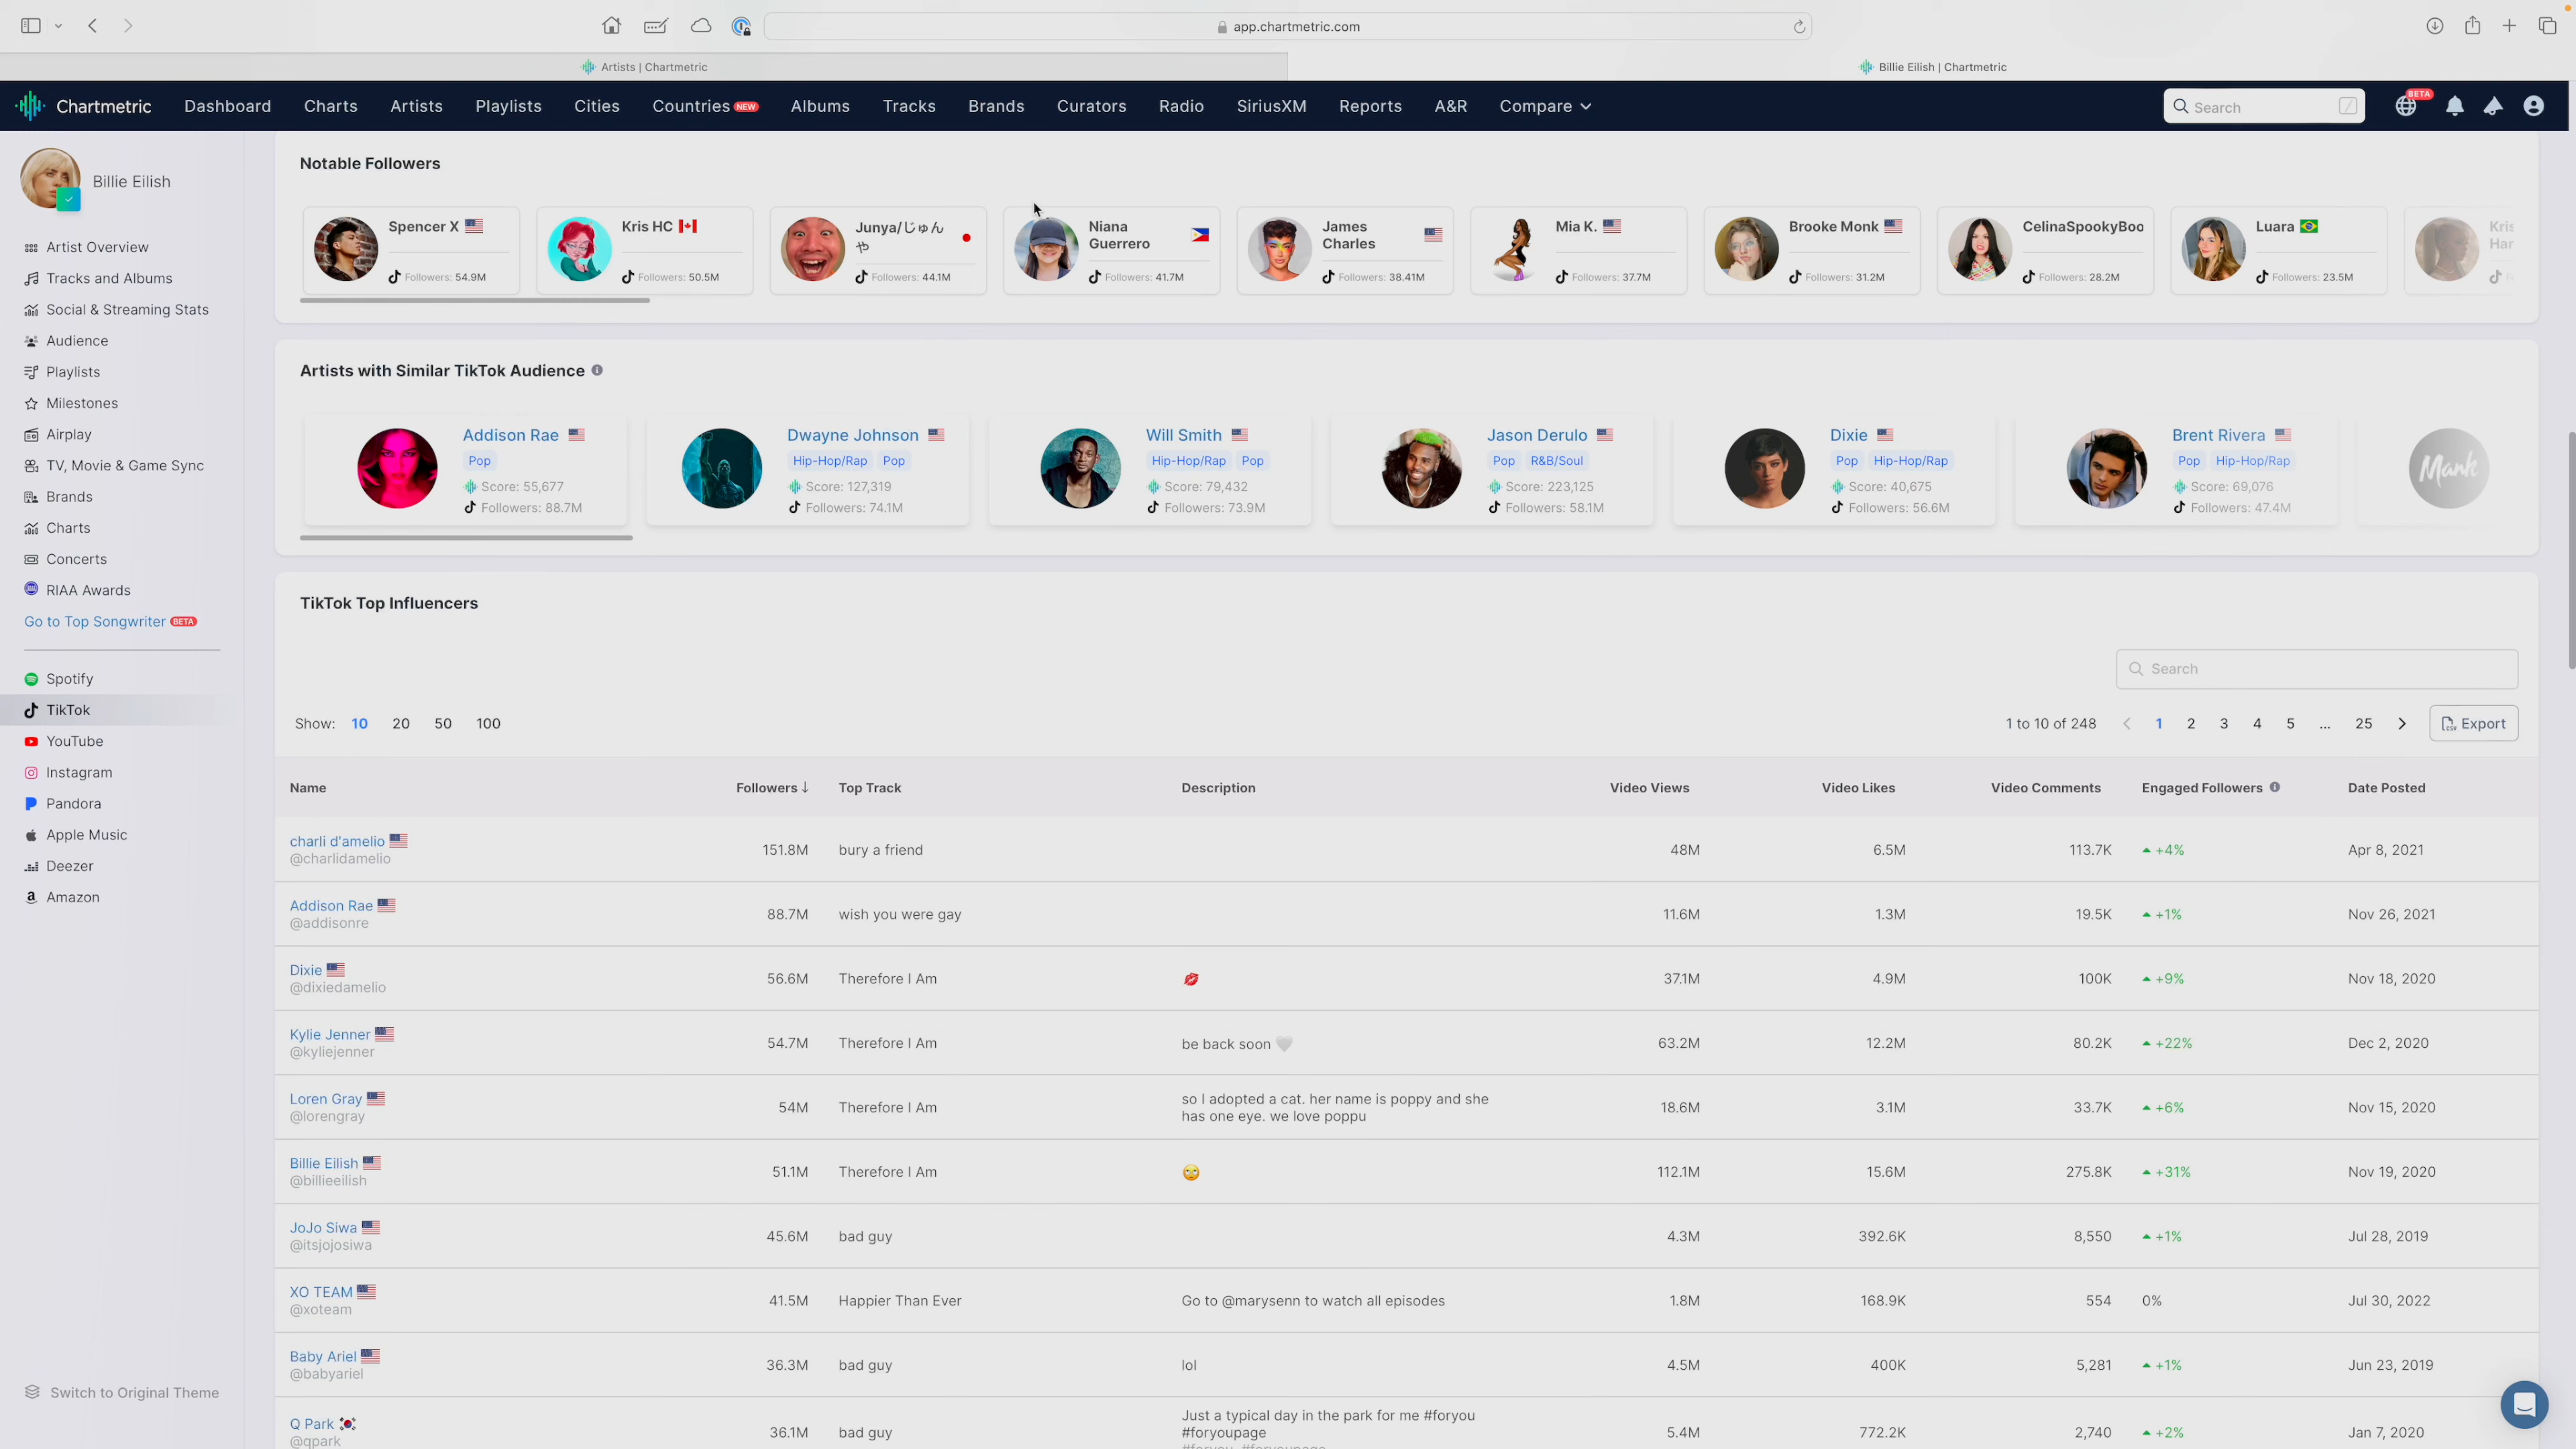 app.chartmetric.com
Artists | Chartmetric
Billie Eilish | Chartmetric
Chartmetric Dashboard Charts Artists Playlists Cities Countries NEW Albums Tracks Brands Curators Radio SiriusXM Reports A&R Compare Search / BETA
Billie Eilish
Artist Overview
Tracks and Albums
Social & Streaming Stats
Audience
Playlists
Milestones
Airplay
TV, Movie & Game Sync
Brands
Charts
Concerts
RIAA Awards
Go to Top Songwriter BETA
Spotify
TikTok
YouTube
Instagram
Pandora
Apple Music
Deezer
Amazon
Switch to Original Theme
Notable Followers
Spencer X
Followers: 54.9M
Kris HC
Followers: 50.5M
Junya/じゅん
や
Followers: 44.1M
Niana
Guerrero
Followers: 41.7M
James
Charles
Followers: 38.41M
Mia K.
Followers: 37.7M
Brooke Monk
Followers: 31.2M
CelinaSpookyBoo
Followers: 28.2M
Luara
Followers: 23.5M
Kris
Har
Artists with Similar TikTok Audience
Addison Rae
Pop
Score: 55,677
Followers: 88.7M
Dwayne Johnson
Hip-Hop/Rap Pop
Score: 127,319
Followers: 74.1M
Will Smith
Hip-Hop/Rap Pop
Score: 79,432
Followers: 73.9M
Jason Derulo
Pop R&B/Soul
Score: 223,125
Followers: 58.1M
Dixie
Pop Hip-Hop/Rap
Score: 40,675
Followers: 56.6M
Brent Rivera
Pop Hip-Hop/Rap
Score: 69,076
Followers: 47.4M
Mank
TikTok Top Influencers
Search
Show: 10 20 50 100
1 to 10 of 248 1 2 3 4 5 ... 25 CSV Export
Name Followers Top Track Description Video Views Video Likes Video Comments Engaged Followers Date Posted
charli d'amelio
@charlidamelio
151.8M bury a friend 48M 6.5M 113.7K +4% Apr 8, 2021
Addison Rae
@addisonre
88.7M wish you were gay 11.6M 1.3M 19.5K +1% Nov 26, 2021
Dixie
@dixiedamelio
56.6M Therefore I Am 💋 37.1M 4.9M 100K +9% Nov 18, 2020
Kylie Jenner
@kyliejenner
54.7M Therefore I Am be back soon 🤍 63.2M 12.2M 80.2K +22% Dec 2, 2020
Loren Gray
@lorengray
54M Therefore I Am so I adopted a cat. her name is poppy and she
has one eye. we love poppu
18.6M 3.1M 33.7K +6% Nov 15, 2020
Billie Eilish
@billieeilish
51.1M Therefore I Am 🙄 112.1M 15.6M 275.8K +31% Nov 19, 2020
JoJo Siwa
@itsjojosiwa
45.6M bad guy 4.3M 392.6K 8,550 +1% Jul 28, 2019
XO TEAM
@xoteam
41.5M Happier Than Ever Go to @marysenn to watch all episodes 1.8M 168.9K 554 0% Jul 30, 2022
Baby Ariel
@babyariel
36.3M bad guy lol 4.5M 400K 5,281 +1% Jun 23, 2019
Q Park
@qpark
36.1M bad guy Just a typical day in the park for me #foryou
#foryoupage
5.4M 772.2K 2,740 +2% Jan 7, 2020